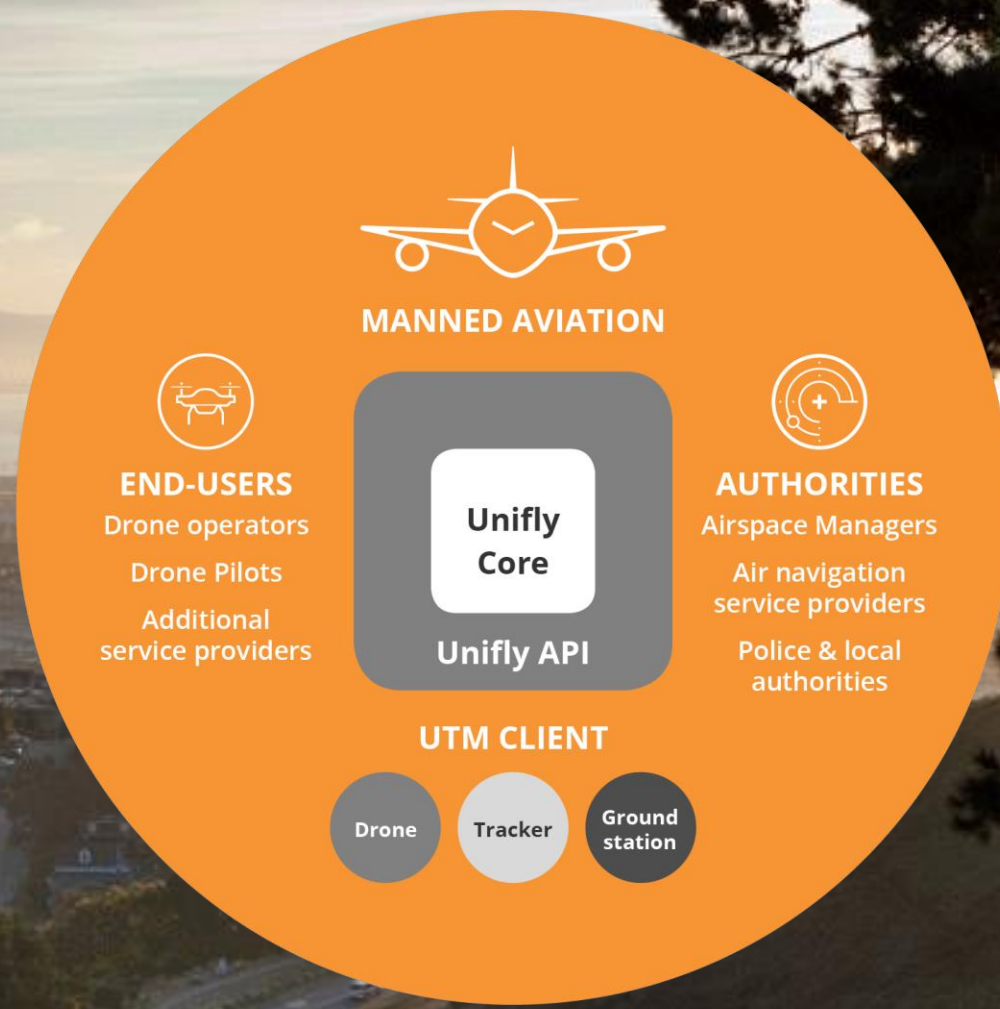 MANNED AVIATION
END-USERS
Drone operators
Drone Pilots
Additional
service providers
Unifly
Core
Unifly API
AUTHORITIES
Airspace Managers
Air navigation
service providers
Police & local
authorities
UTM CLIENT
Drone
Tracker
Ground
station